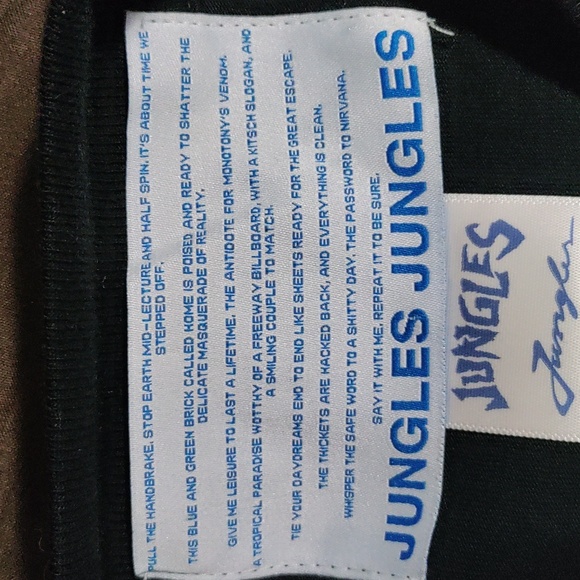 PULL THE HANDBRAKE. STOP EARTH MID-LECTURE AND HALF SPIN. IT'S ABOUT TIME WE
STEPPED OFF.
THIS BLUE AND GREEN BRICK CALLED HOME IS POISED AND READY TO SHATTER THE
DELICATE MASQUERADE OF REALITY.
GIVE ME LEISURE TO LAST A LIFETIME. THE ANTIDOTE FOR MONOTONY'S VENOM.
A TROPICAL PARADISE WOTTHY OF A FREEWAY BILLBOARD, WITH A KITSCH SLOGAN, AND
A SMILING COUPLE TO MATCH.
TIE YOUR DAYDREAMS END TO END LIKE SHEETS READY FOR THE GREAT ESCAPE.
THE THICKETS ARE HACKED BACK, AND EVERYTHING IS CLEAN.
WHISPER THE SAFE WORD TO A SHITTY DAY. THE PASSWORD TO NIRVANA.
SAY IT WITH ME. REPEAT IT TO BE SURE.
JUNGLES JUNGLES
JUNGLES
Jungles